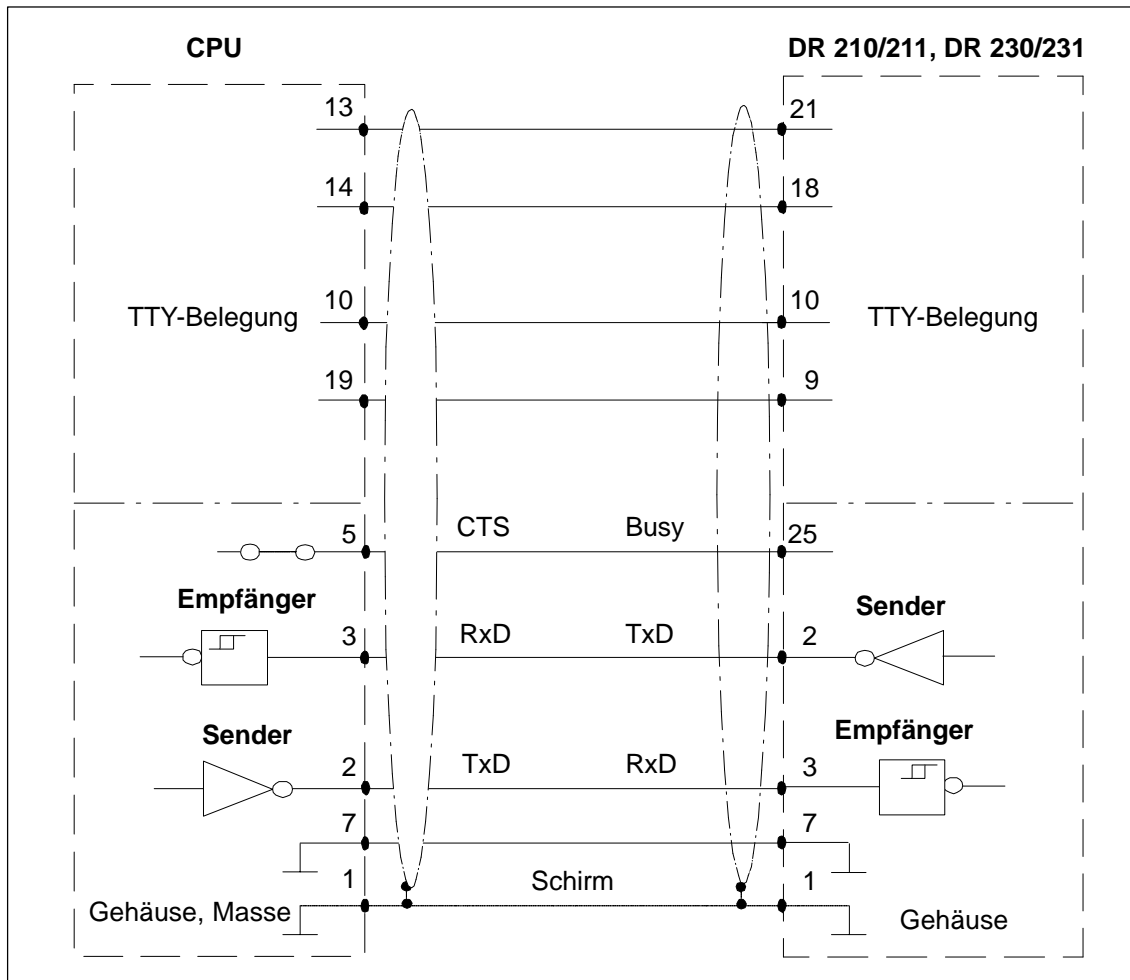 CPU DR 210/211, DR 230/231
13 21
14 18
10 10
TTY-Belegung TTY-Belegung
19 9
5 CTS Busy 25
Empfänger Sender
3 RxD TxD 2
Sender Empfänger
2 TxD RxD 3
7 7
1 Schirm 1
Gehäuse, Masse Gehäuse